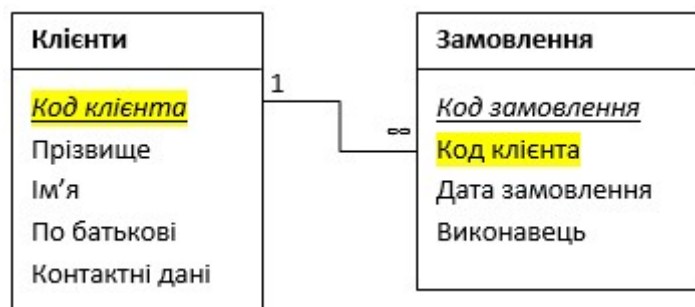 Клієнти
Код клієнта
Прізвище
Ім’я
По батькові
Контактні дані
1
∞
Замовлення
Код замовлення
Код клієнта
Дата замовлення
Виконавець